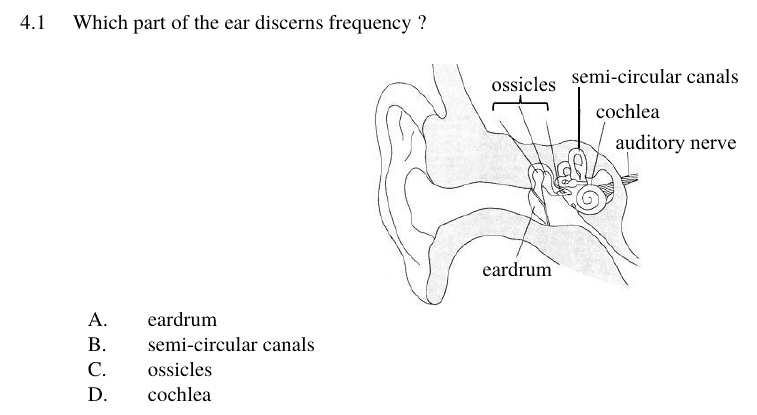 4.1 Which part of the ear discerns frequency ?
ossicles
semi-circular canals
cochlea
auditory nerve
eardrum
A. eardrum
B. semi-circular canals
C. ossicles
D. cochlea